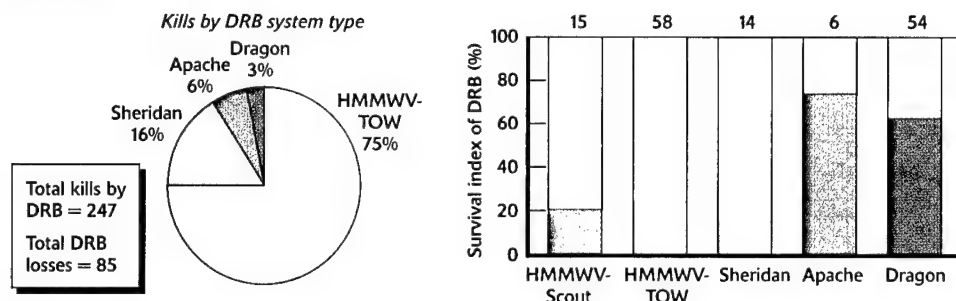 Kills by DRB system type
Dragon
3%
Apache
6%
Sheridan
16%
HMMWV-
TOW
75%
Total kills by
DRB = 247
Total DRB
losses = 85
15 58 14 6 54
Survival index of DRB (%)
100
80
60
40
20
0
HMMWV-
Scout
HMMWV-
TOW
Sheridan
Apache
Dragon